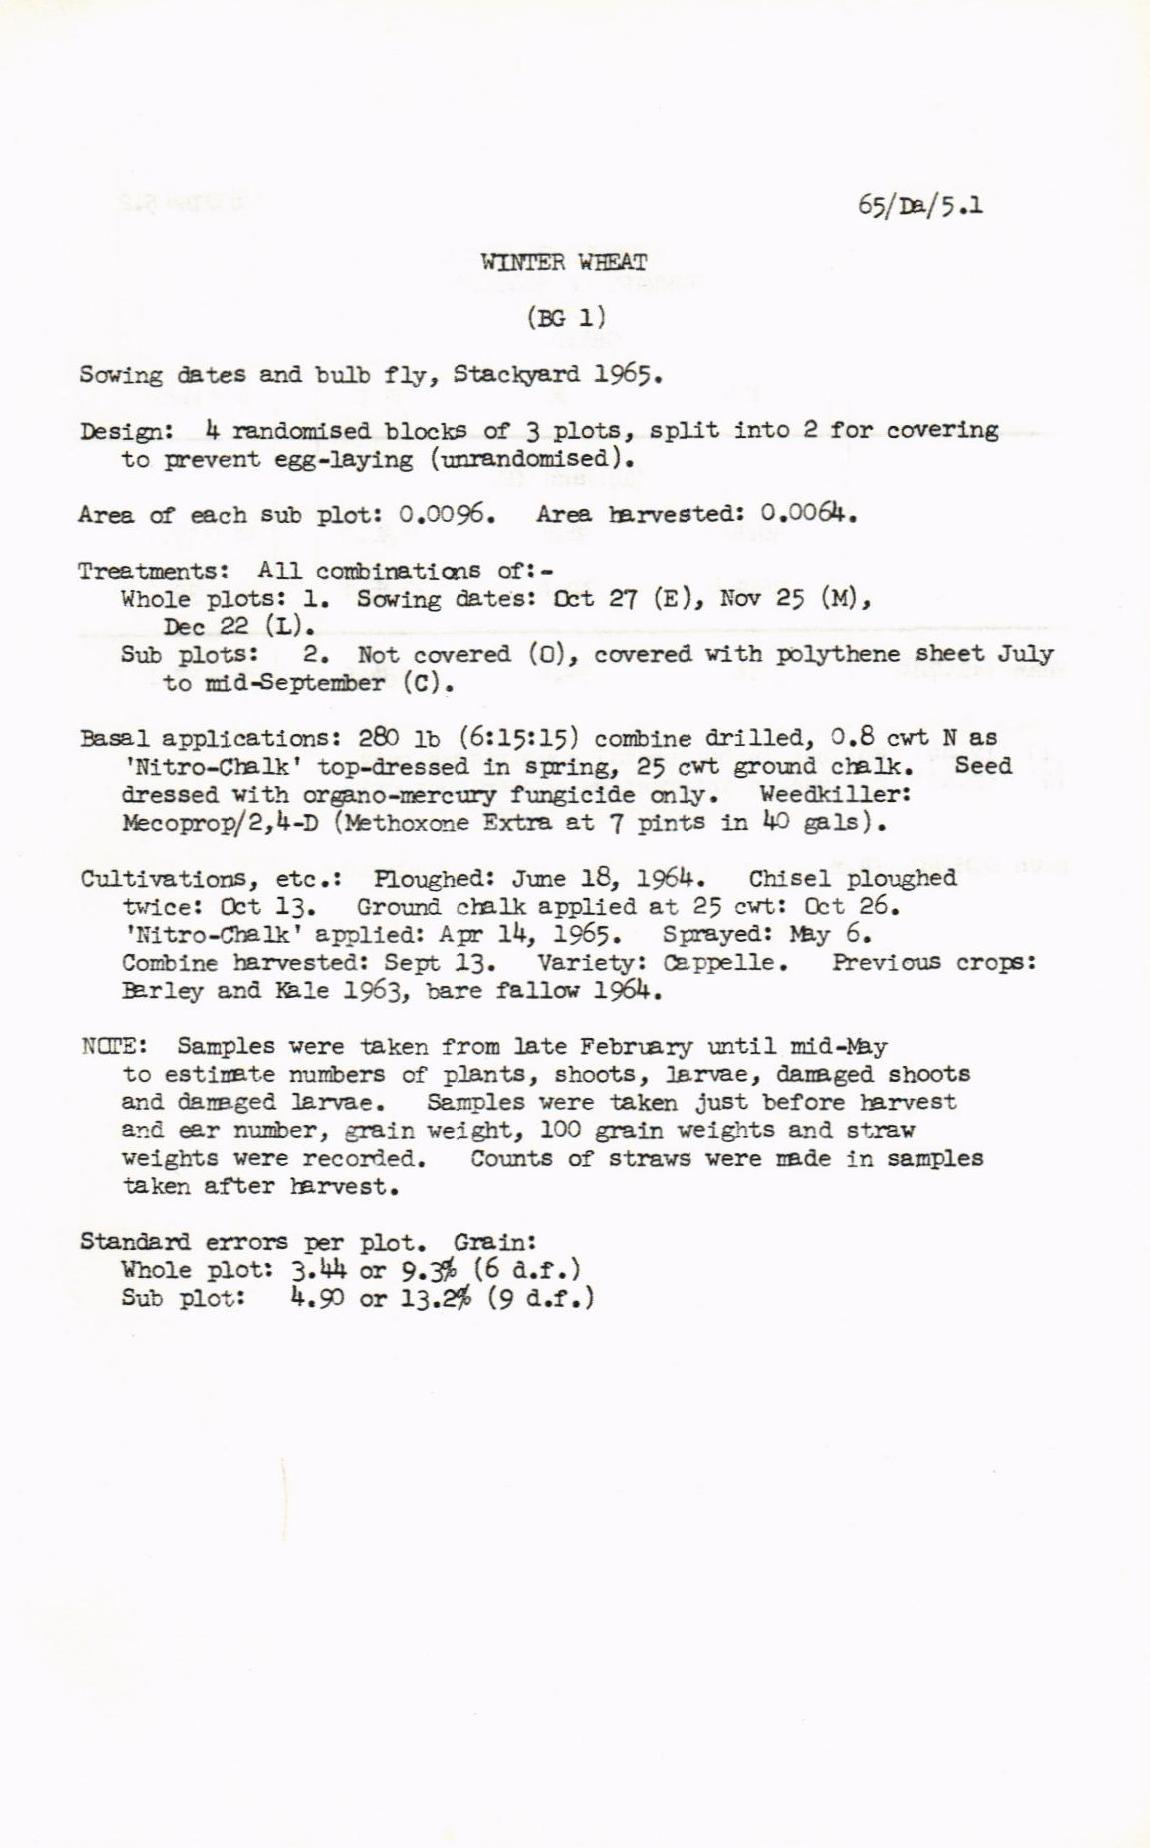 65/Da/5.1
WINTER WHEAT
(BG 1)
Sowing dates and bulb fly, Stackyard 1965.
Design: 4 randomised blocks of 3 plots, split into 2 for covering
to prevent egg-laying (unrandomised).
Area of each sub plot: 0.0096. Area harvested: 0.0064.
Treatments: All combinations of:-
Whole plots: 1. Sowing dates: Oct 27 (E), Nov 25 (M),
Dec 22 (L).
Sub plots: 2. Not covered (O), covered with polythene sheet July
to mid-September (C).
Basal applications: 280 lb (6:15:15) combine drilled, 0.8 cwt N as
'Nitro-Chalk' top-dressed in spring, 25 cwt ground chalk. Seed
dressed with organo-mercury fungicide only. Weedkiller:
Mecoprop/2,4-D (Methoxone Extra at 7 pints in 40 gals).
Cultivations, etc.: Ploughed: June 18, 1964. Chisel ploughed
twice: Oct 13. Ground chalk applied at 25 cwt: Oct 26.
'Nitro-Chalk' applied: Apr 14, 1965. Sprayed: May 6.
Combine harvested: Sept 13. Variety: Cappelle. Previous crops:
Barley and Kale 1963, bare fallow 1964.
NOTE: Samples were taken from late February until mid-May
to estimate numbers of plants, shoots, larvae, damaged shoots
and damaged larvae. Samples were taken just before harvest
and ear number, grain weight, 100 grain weights and straw
weights were recorded. Counts of straws were made in samples
taken after harvest.
Standard errors per plot. Grain:
Whole plot: 3.44 or 9.3% (6 d.f.)
Sub plot: 4.90 or 13.2% (9 d.f.)